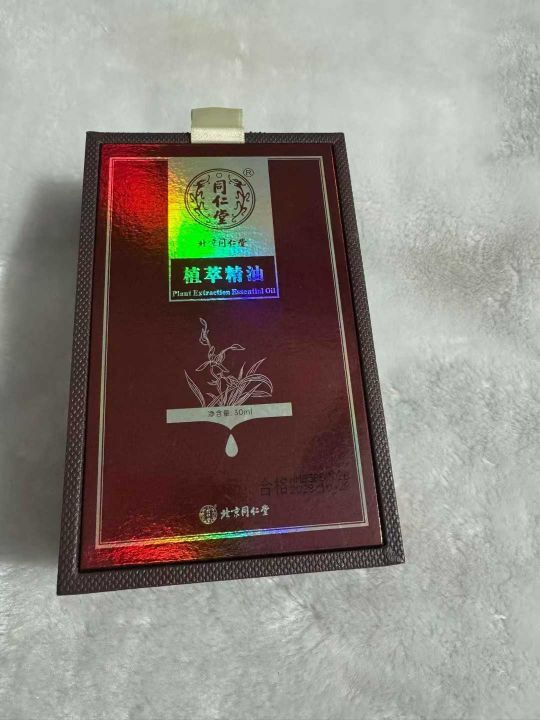 同仁堂
®
北京同仁堂
植萃精油
Plant Extraction Essential Oil
净含量: 30ml
合格
北京同仁堂